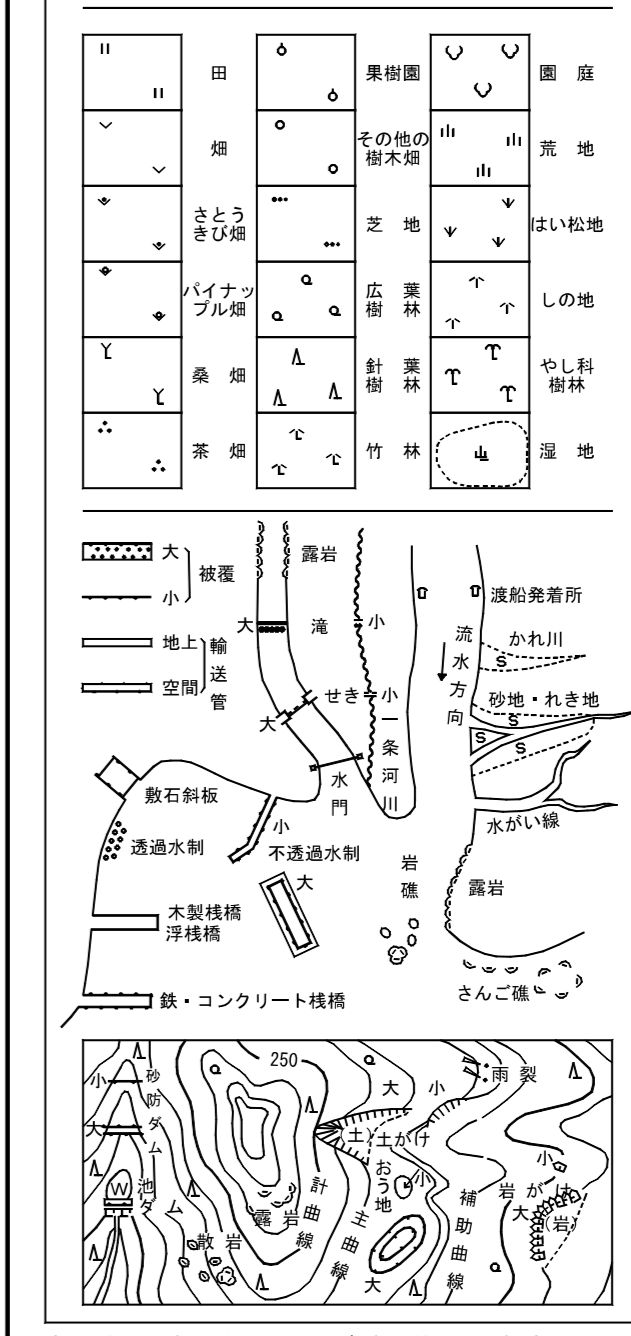 田
果樹園
園 庭
畑
その他の
樹木畑
荒 地
さとう
きび畑
芝 地
はい松地
パイナッ
プル畑
広 葉
樹 林
しの地
桑 畑
針 葉
樹 林
やし科
樹林
茶 畑
竹 林
湿 地
大
小
被覆
地上
空間
輸送管
露岩
大
滝
小
せき
大
小
一条河川
水門
渡船発着所
流水方向
かれ川
S
砂地・れき地
S
S
S
水がい線
敷石斜板
透過水制
小
不透過水制
大
岩礁
露岩
木製桟橋
浮桟橋
さんご礁
鉄・コンクリート桟橋
250
小
大
砂防ダム
W
池
ダム
大 小
雨裂
(土)
土がけ
おう地
小
大
露岩
散岩
計曲線
主曲線
補助曲線
岩がけ
小
大
(岩)